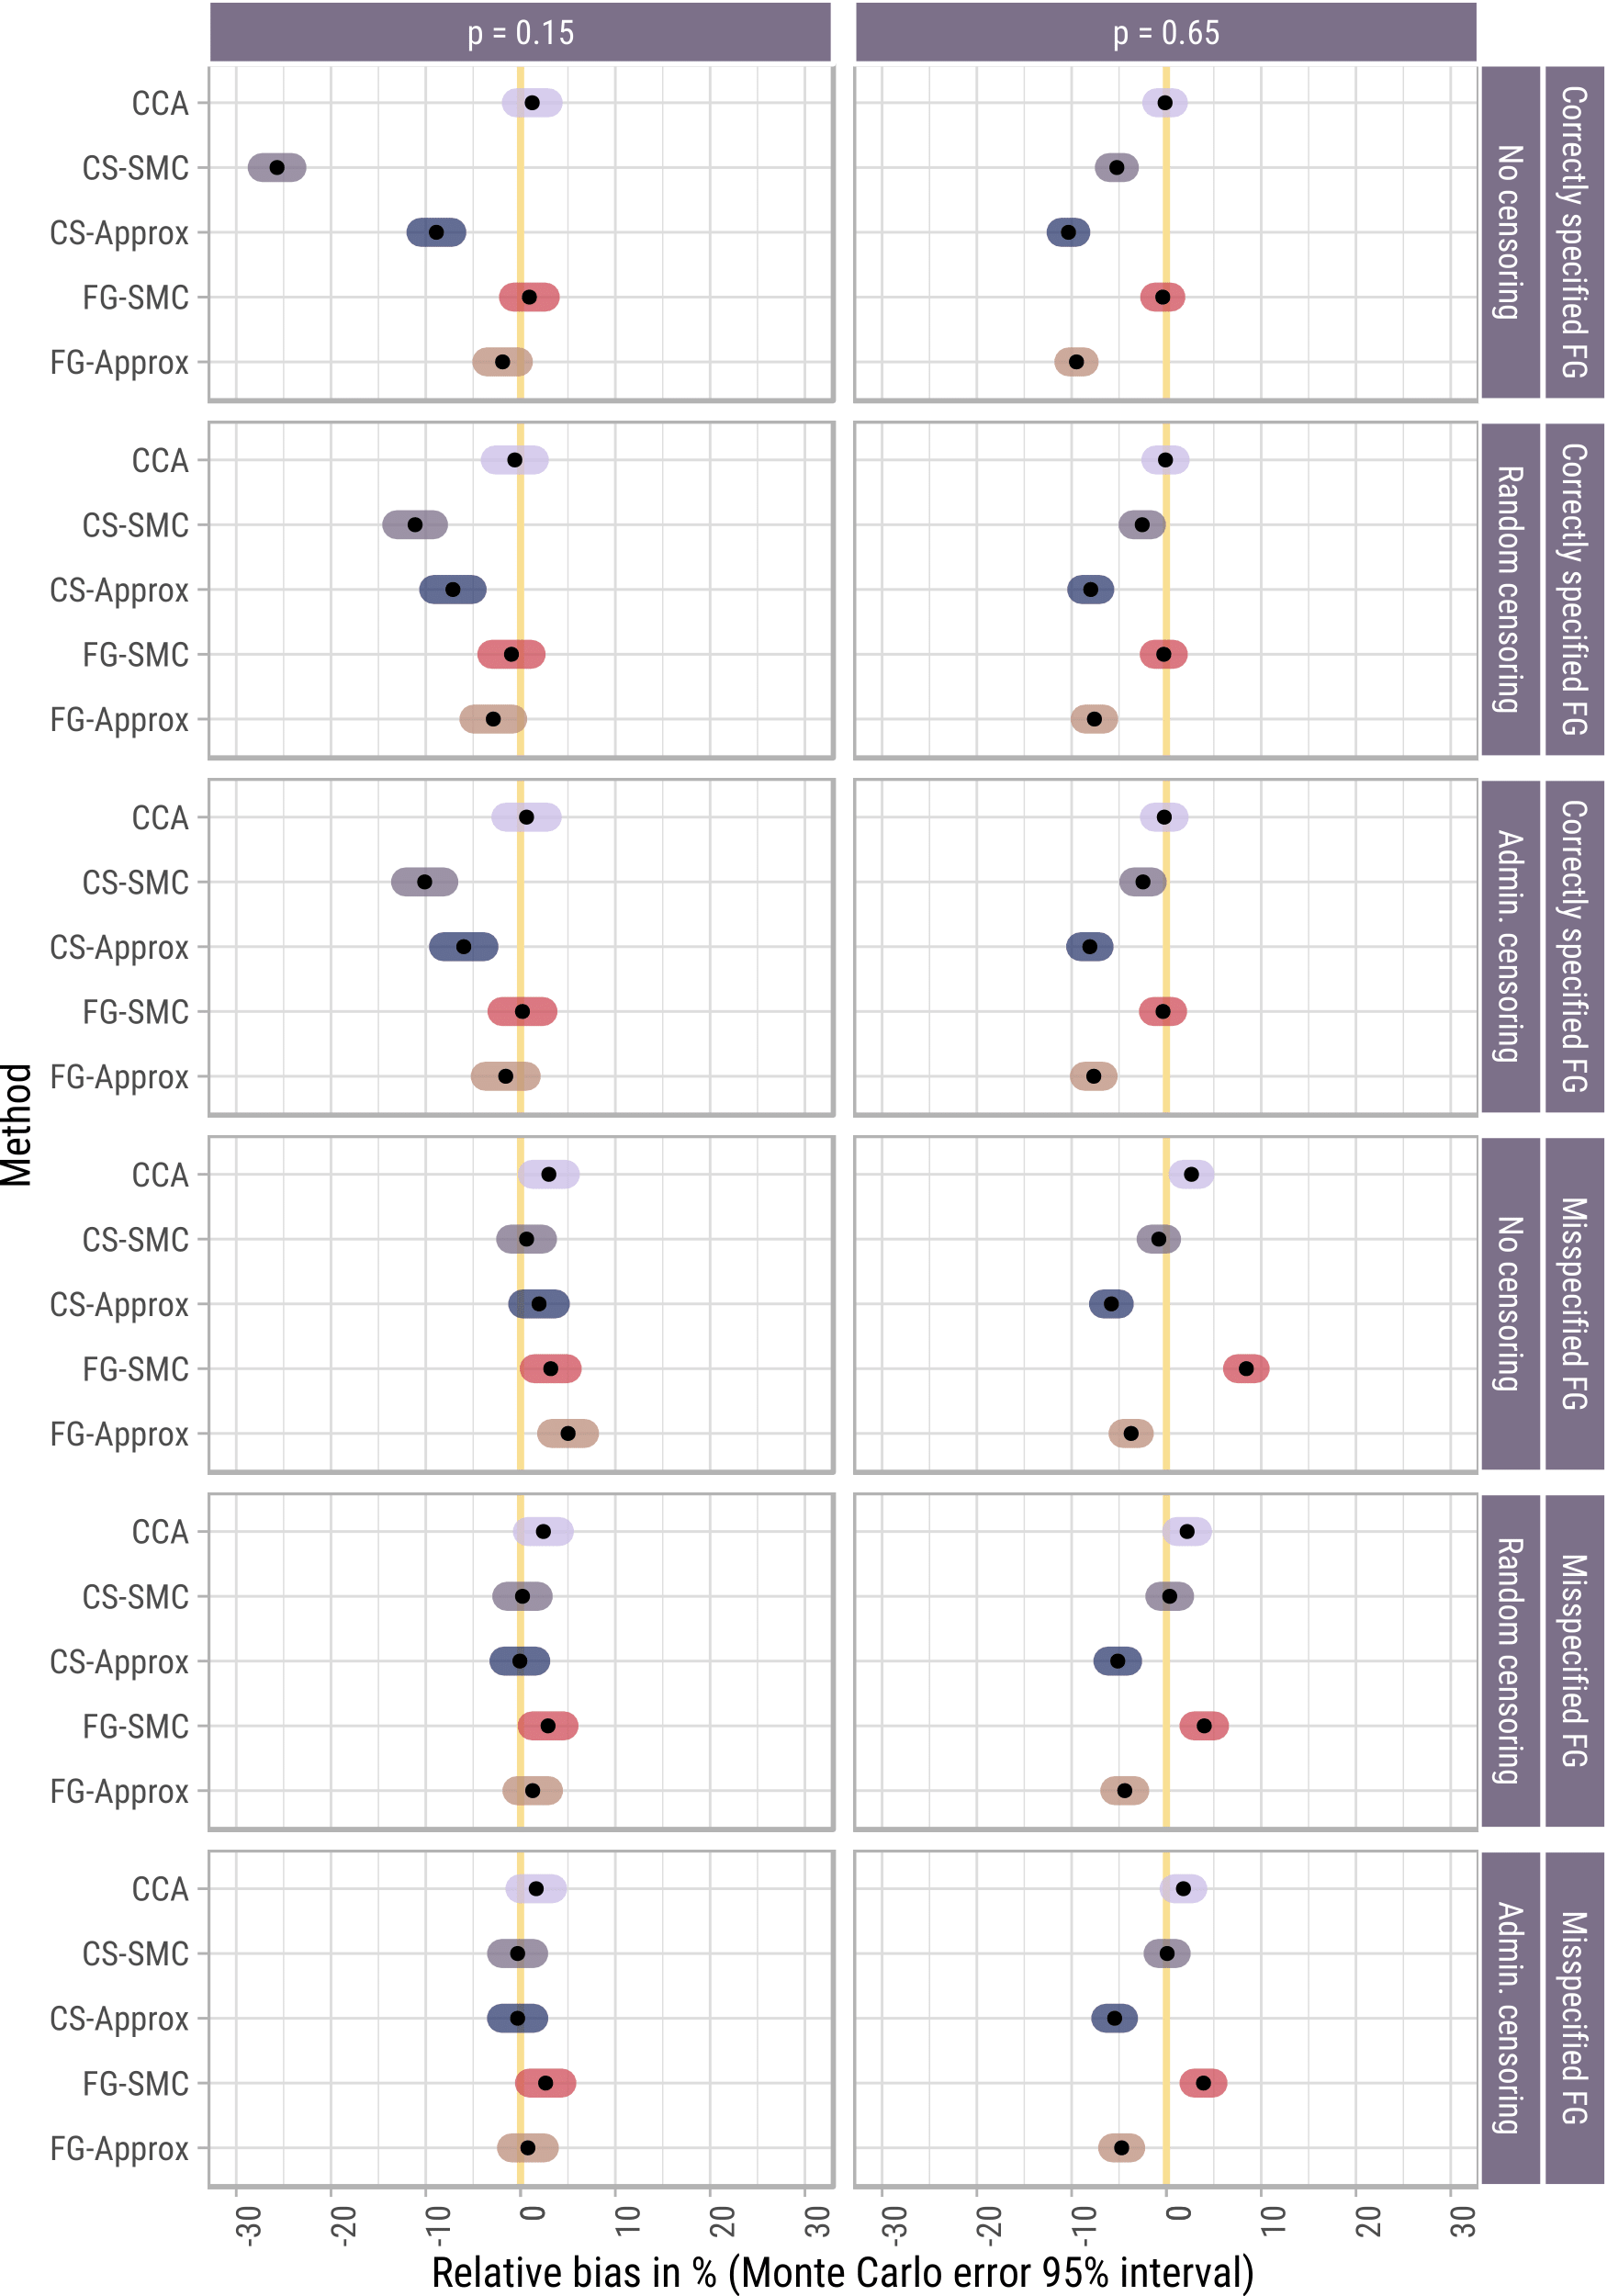 p = 0.15
p = 0.65
CCA
CS-SMC
CS-Approx
FG-SMC
FG-Approx
No censoring
Correctly specified FG
CCA
CS-SMC
CS-Approx
FG-SMC
FG-Approx
Random censoring
Correctly specified FG
CCA
CS-SMC
CS-Approx
FG-SMC
FG-Approx
Admin. censoring
Correctly specified FG
Method
CCA
CS-SMC
CS-Approx
FG-SMC
FG-Approx
No censoring
Misspecified FG
CCA
CS-SMC
CS-Approx
FG-SMC
FG-Approx
Random censoring
Misspecified FG
CCA
CS-SMC
CS-Approx
FG-SMC
FG-Approx
Admin. censoring
Misspecified FG
-30 -20 -10 0 10 20 30
-30 -20 -10 0 10 20 30
Relative bias in % (Monte Carlo error 95% interval)